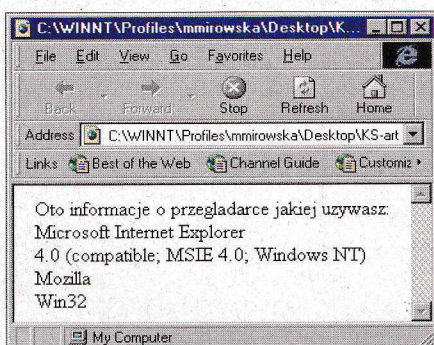 C:\WINNT\Profiles\mmirowska\Desktop\K...
File Edit View Go Favorites Help
Back Forward Stop Refresh Home
Address C:\WINNT\Profiles\mmirowska\Desktop\KS-art
Links Best of the Web Channel Guide Customiz
Oto informacje o przegladarce jakiej uzywasz:
Microsoft Internet Explorer
4.0 (compatible; MSIE 4.0; Windows NT)
Mozilla
Win32
My Computer